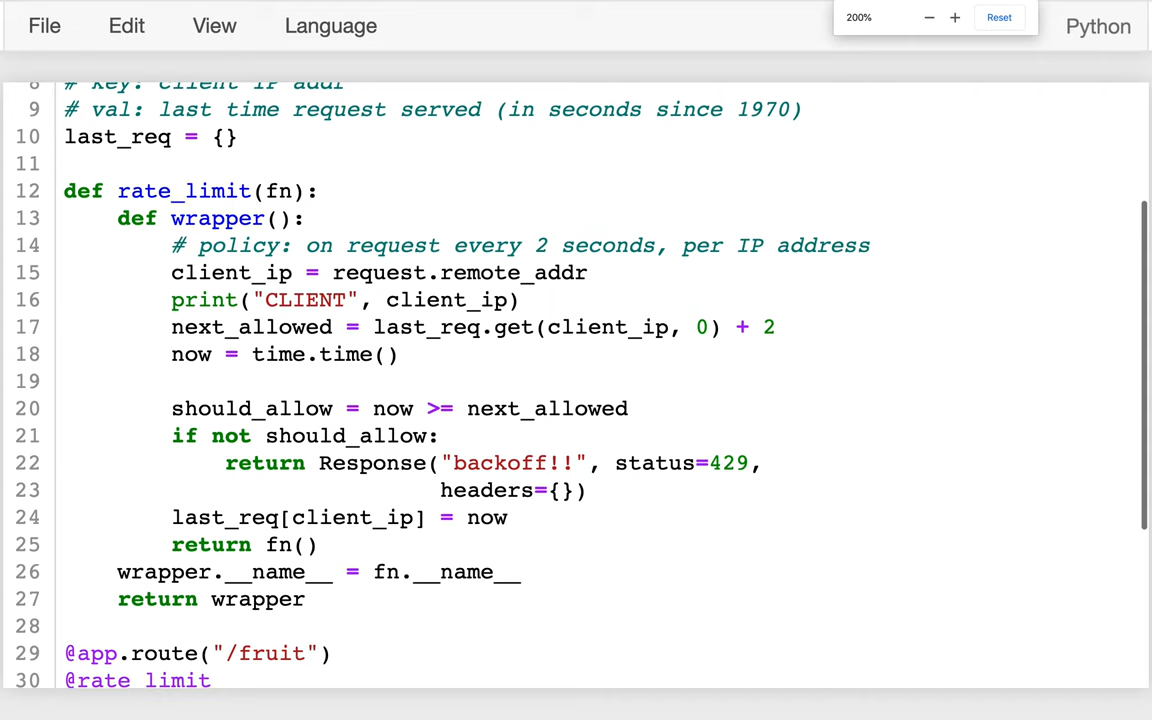 File Edit View Language 200% − + Reset Python
8 # key: client IP addr
9 # val: last time request served (in seconds since 1970)
10 last_req = {}
11
12 def rate_limit(fn):
13     def wrapper():
14         # policy: on request every 2 seconds, per IP address
15         client_ip = request.remote_addr
16         print("CLIENT", client_ip)
17         next_allowed = last_req.get(client_ip, 0) + 2
18         now = time.time()
19
20         should_allow = now >= next_allowed
21         if not should_allow:
22             return Response("backoff!!", status=429,
23                             headers={})
24         last_req[client_ip] = now
25         return fn()
26     wrapper.__name__ = fn.__name__
27     return wrapper
28
29 @app.route("/fruit")
30 @rate_limit